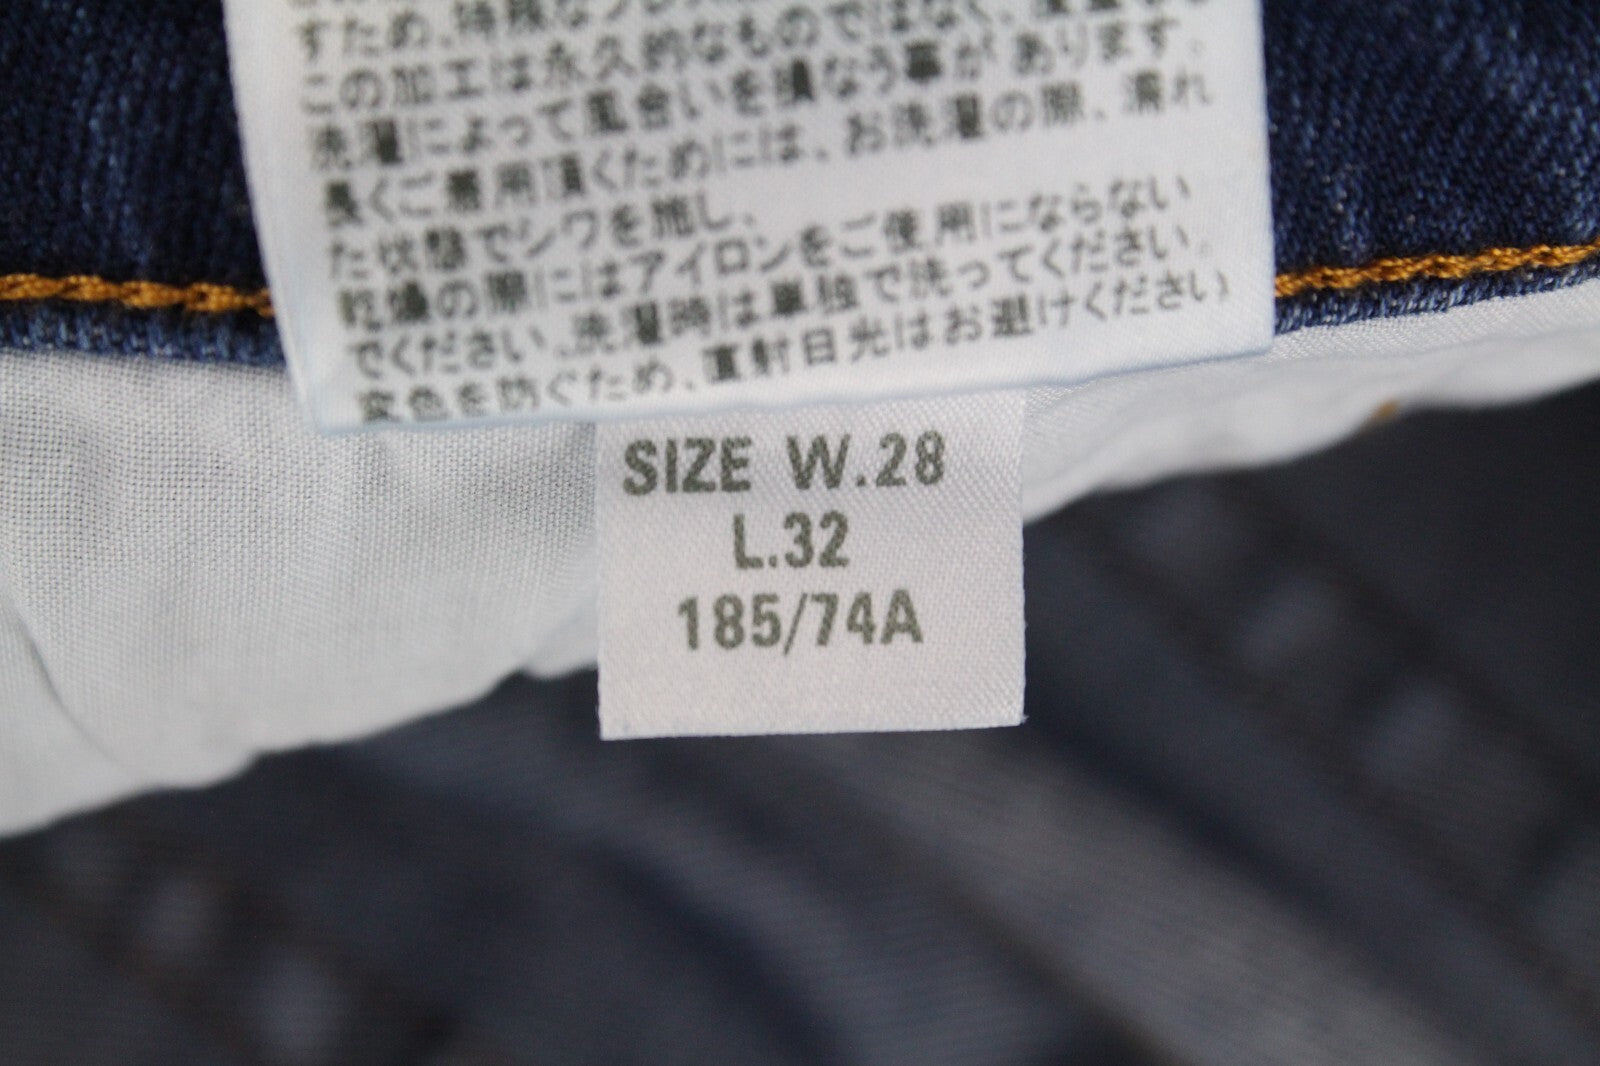 すため、特殊な
この加工は永久的なものではなく、
洗濯によって風合いを損なう事があります。
良くご着用頂くためには、お洗濯の際、濡れ
た状態でシワを施し、
乾燥の際にはアイロンをご使用にならない
でください。洗濯時は単独で洗ってください。
変色を防ぐため、直射日光はお避けください
SIZE W.28
L.32
185/74A